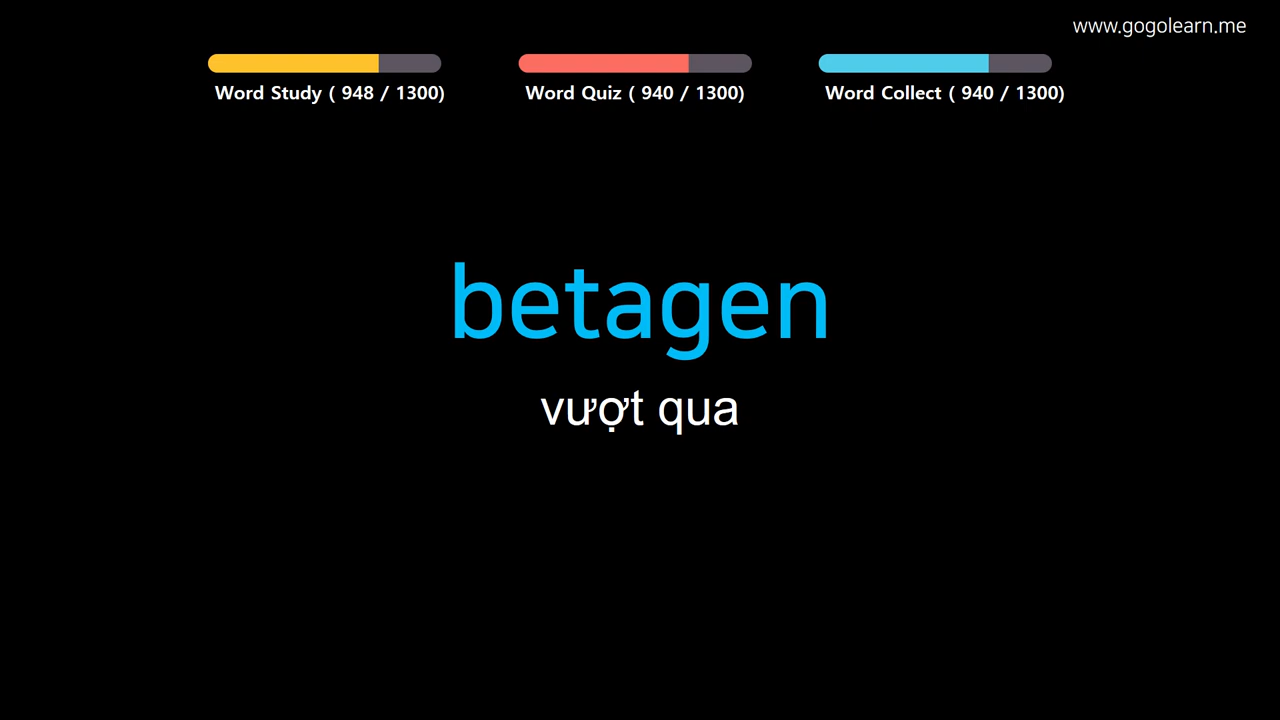 www.gogolearn.me
Word Study ( 948 / 1300)
Word Quiz ( 940 / 1300)
Word Collect ( 940 / 1300)
betagen
vượt qua